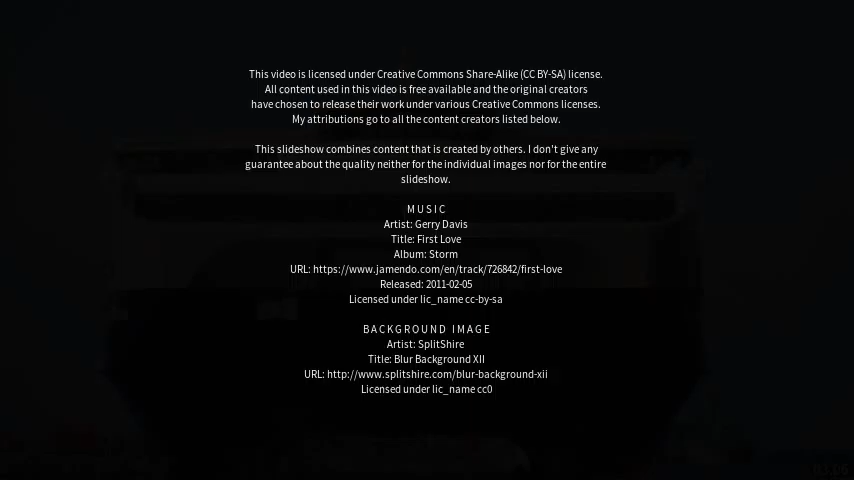 This video is licensed under Creative Commons Share-Alike (CC BY-SA) license.
All content used in this video is free available and the original creators
have chosen to release their work under various Creative Commons licenses.
My attributions go to all the content creators listed below.
This slideshow combines content that is created by others. I don't give any
guarantee about the quality neither for the individual images nor for the entire
slideshow.
MUSIC
Artist: Gerry Davis
Title: First Love
Album: Storm
URL: https://www.jamendo.com/en/track/726842/first-love
Released: 2011-02-05
Licensed under lic_name cc-by-sa
BACKGROUND IMAGE
Artist: SplitShire
Title: Blur Background XII
URL: http://www.splitshire.com/blur-background-xii
Licensed under lic_name cc0